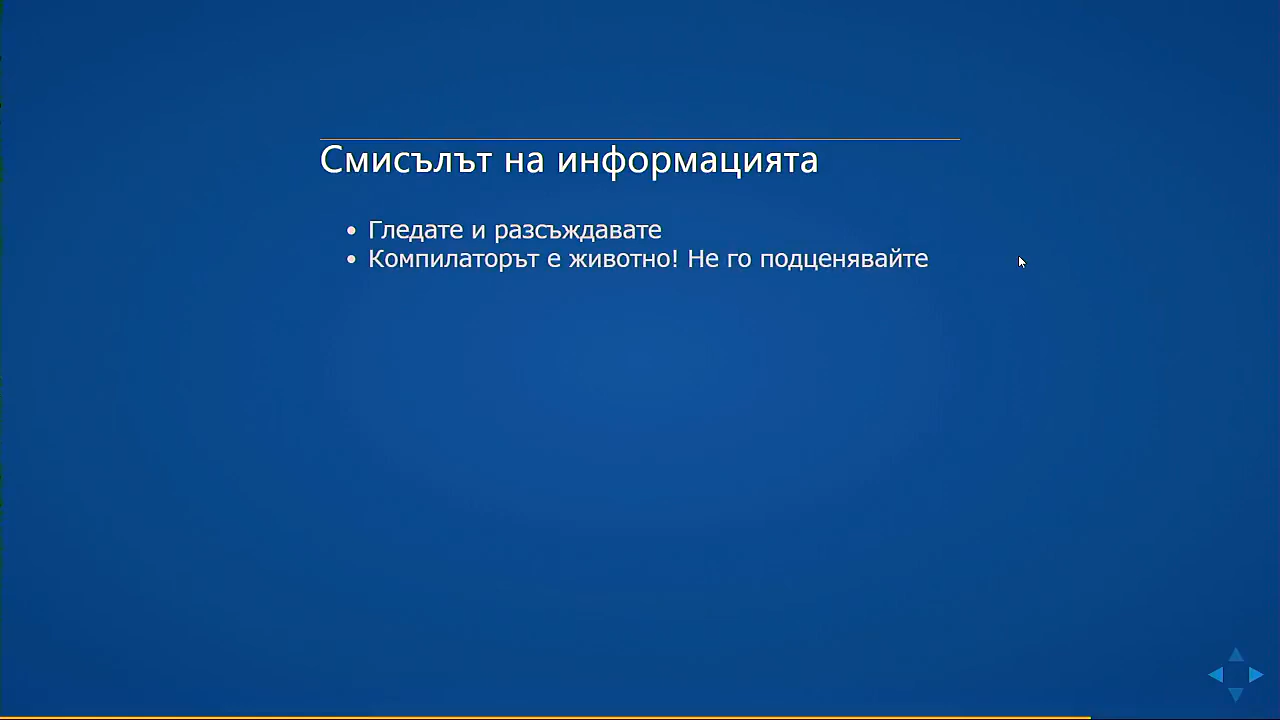 Смисълът на информацията
Гледате и разсъждавате
Компилаторът е животно! Не го подценявайте